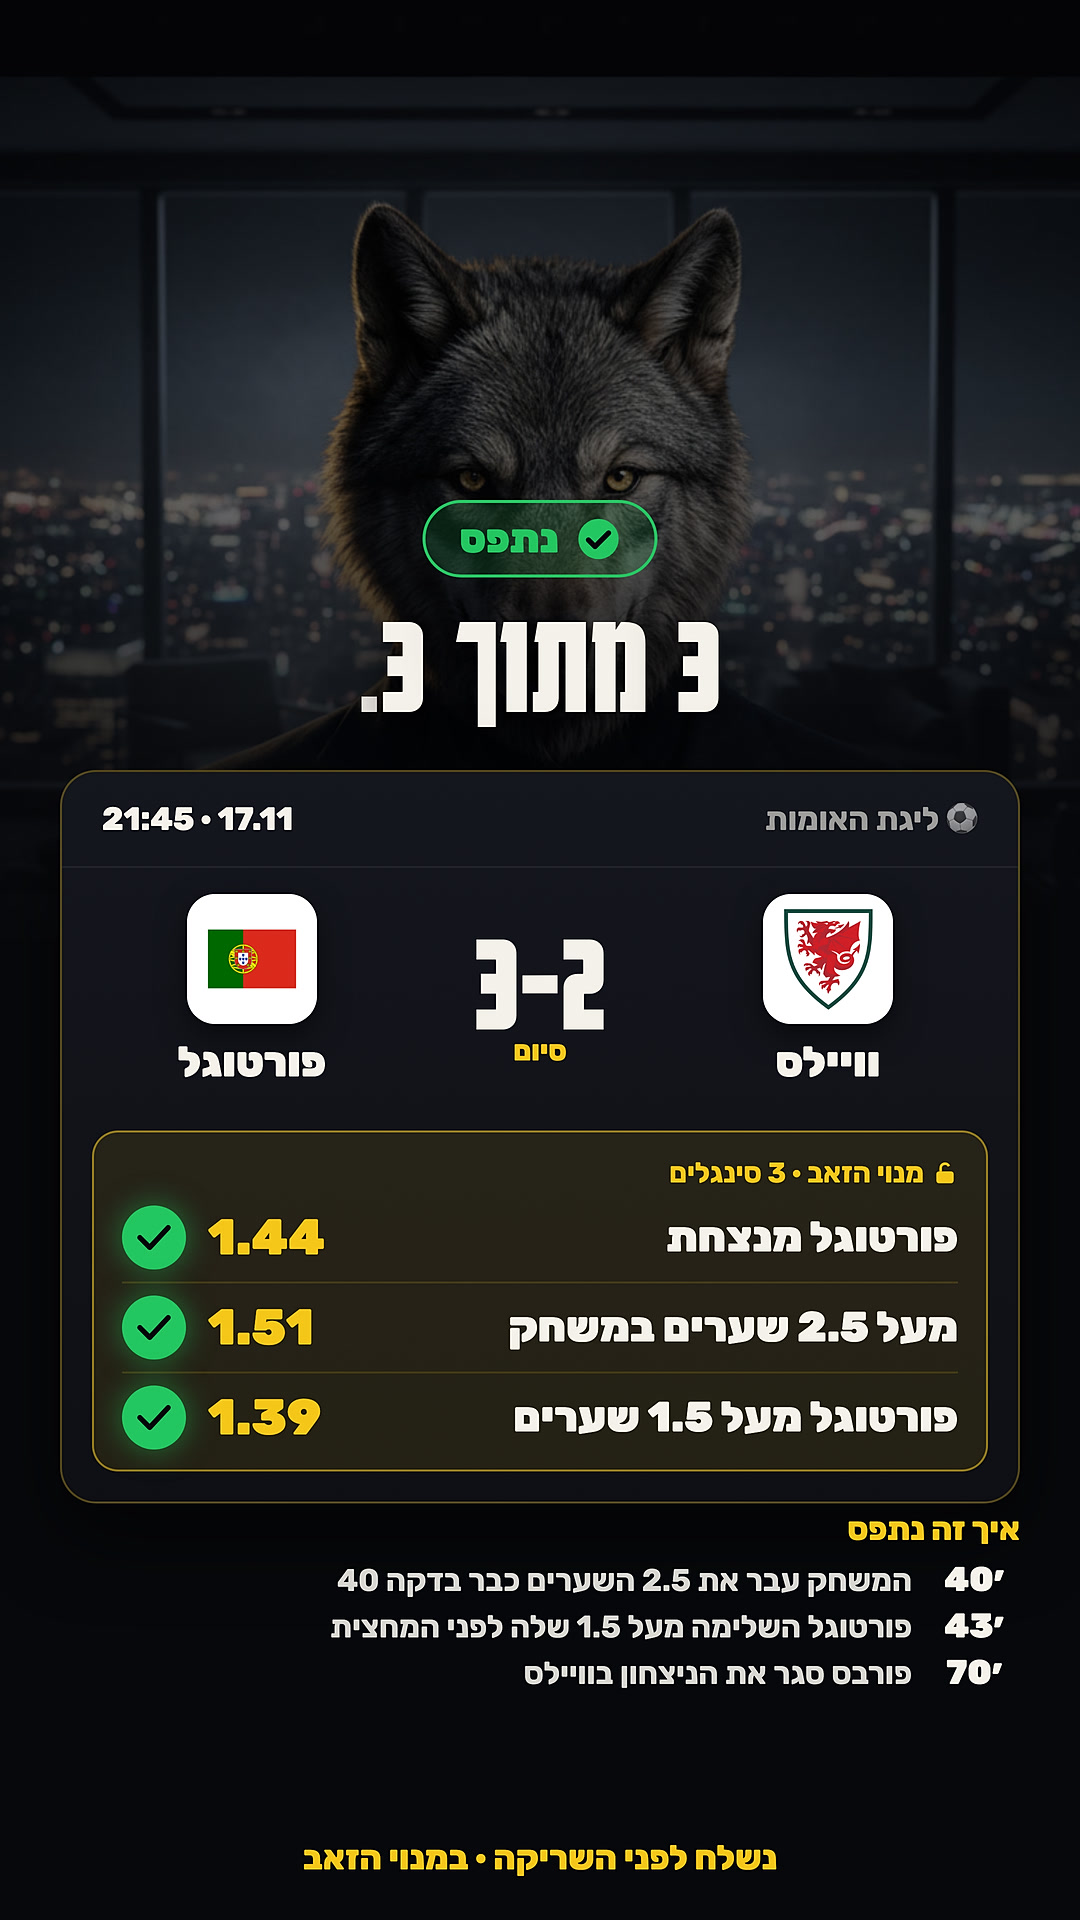 נתפס
3 מתוך 3.
ליגת האומות
17.11 • 21:45
וויילס
2-3
סיום
פורטוגל
מנוי הזאב • 3 סינגלים
פורטוגל מנצחת 1.44
מעל 2.5 שערים במשחק 1.51
פורטוגל מעל 1.5 שערים 1.39
איך זה נתפס
40′ המשחק עבר את 2.5 השערים כבר בדקה 40
43′ פורטוגל השלימה מעל 1.5 שלה לפני המחצית
70′ פורבס סגר את הניצחון בוויילס
נשלח לפני השריקה • במנוי הזאב